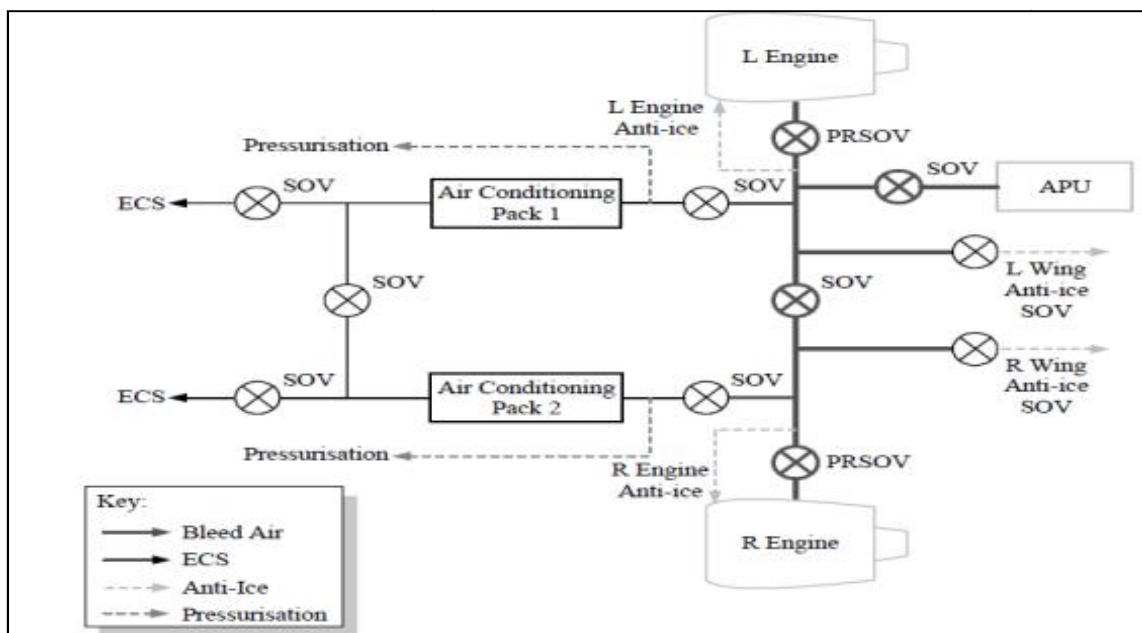 L Engine
L Engine
Anti-ice
PRSOV
Pressurisation
SOV
APU
SOV
ECS
Air Conditioning
Pack 1
SOV
L Wing
Anti-ice
SOV
SOV
SOV
R Wing
Anti-ice
SOV
ECS
SOV
Air Conditioning
Pack 2
SOV
Pressurisation
R Engine
Anti-ice
PRSOV
R Engine
Key:
Bleed Air
ECS
Anti-Ice
Pressurisation